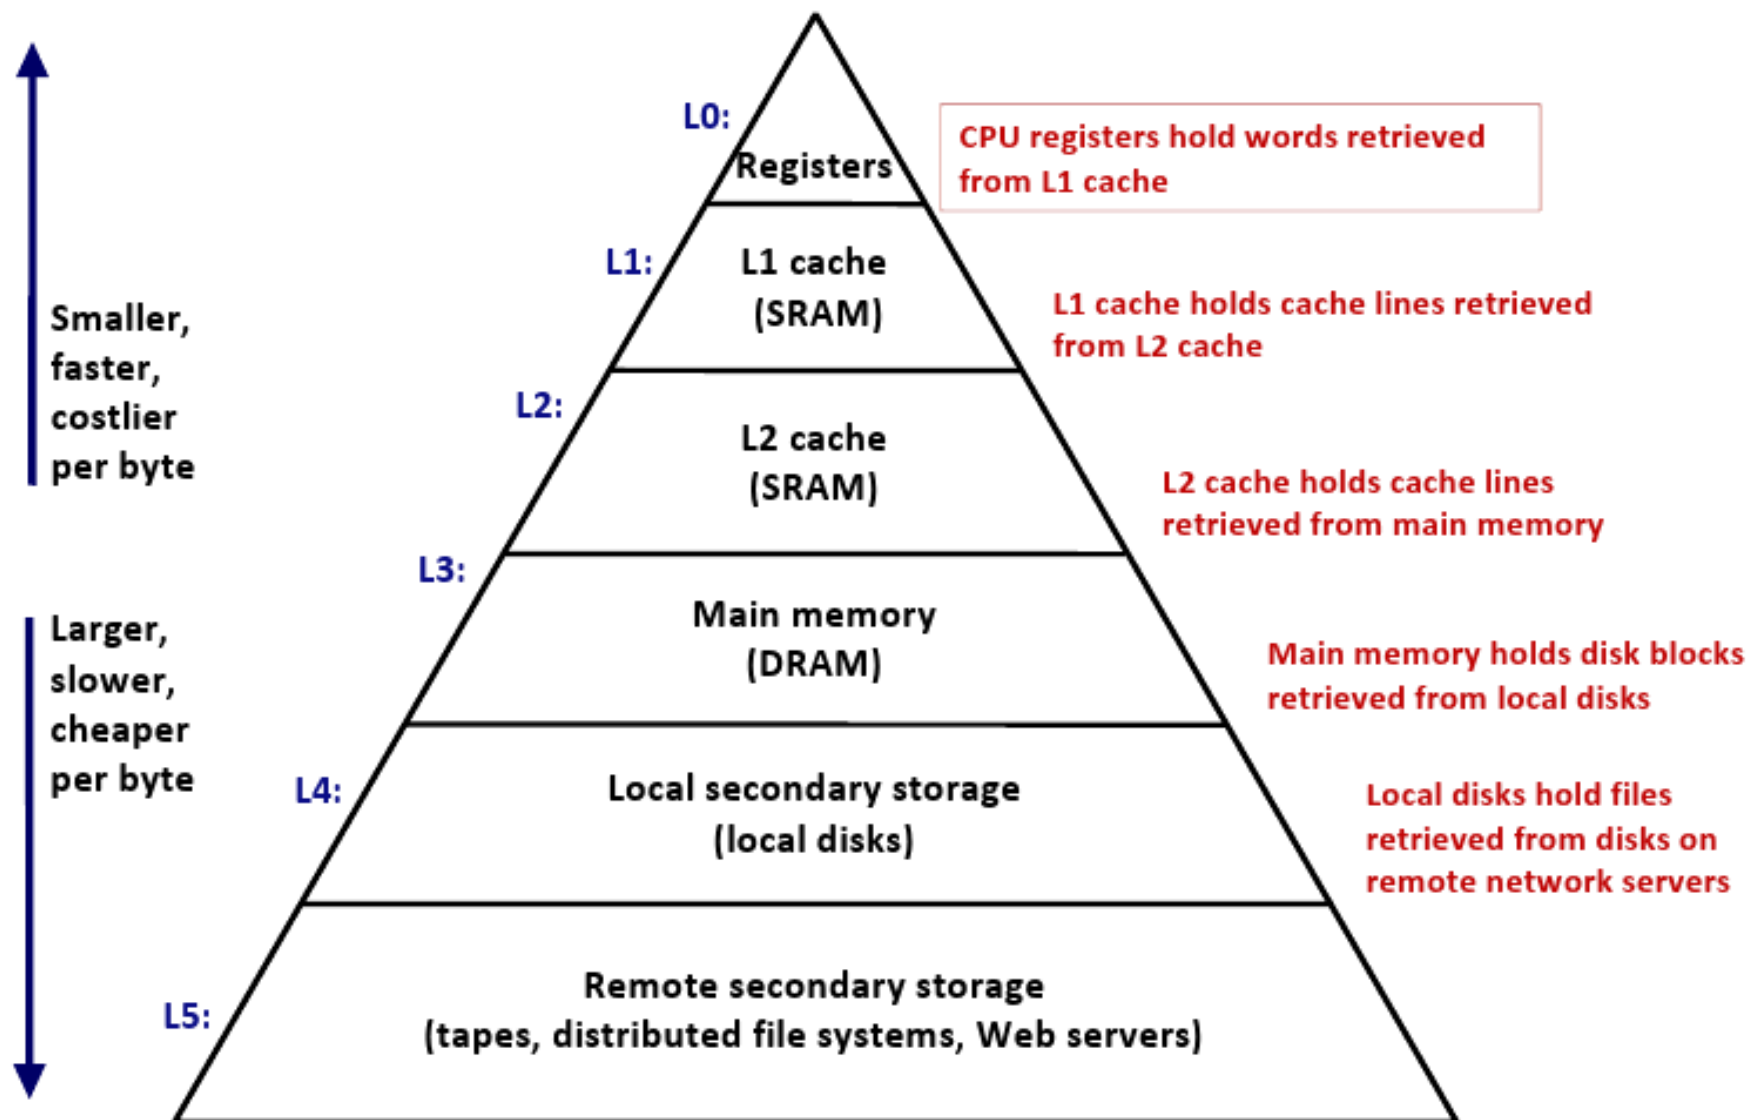 L0:
Registers
CPU registers hold words retrieved
from L1 cache
L1:
L1 cache
(SRAM)
L1 cache holds cache lines retrieved
from L2 cache
Smaller,
faster,
costlier
per byte
L2:
L2 cache
(SRAM)
L2 cache holds cache lines
retrieved from main memory
L3:
Main memory
(DRAM)
Main memory holds disk blocks
retrieved from local disks
Larger,
slower,
cheaper
per byte
L4:
Local secondary storage
(local disks)
Local disks hold files
retrieved from disks on
remote network servers
L5:
Remote secondary storage
(tapes, distributed file systems, Web servers)